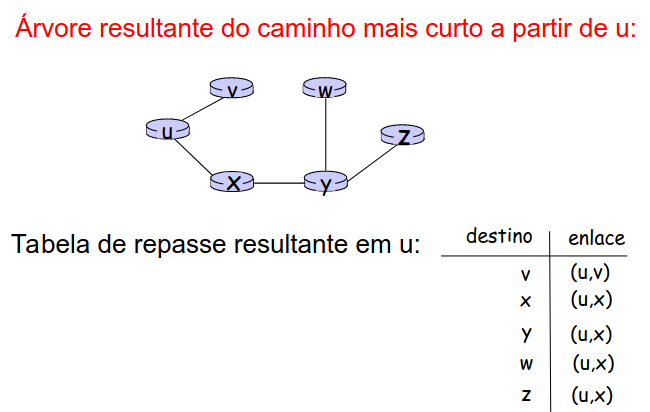 Árvore resultante do caminho mais curto a partir de u:
v w
u z
x y
Tabela de repasse resultante em u:
destino enlace
v (u,v)
x (u,x)
y (u,x)
w (u,x)
z (u,x)